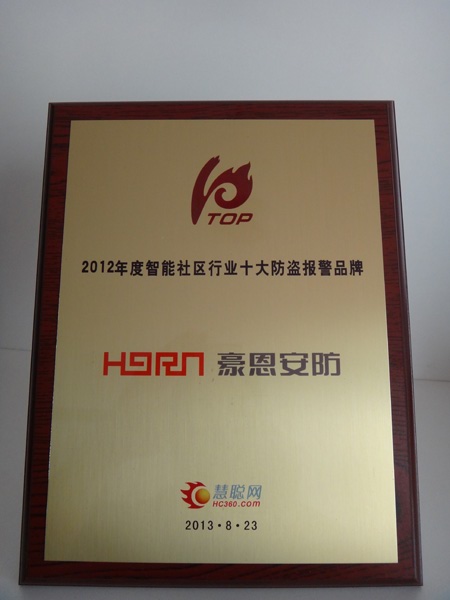 10
TOP
2012年度智能社区行业十大防盗报警品牌
HORN 豪恩安防
慧聪网
HC360.com
2013·8·23